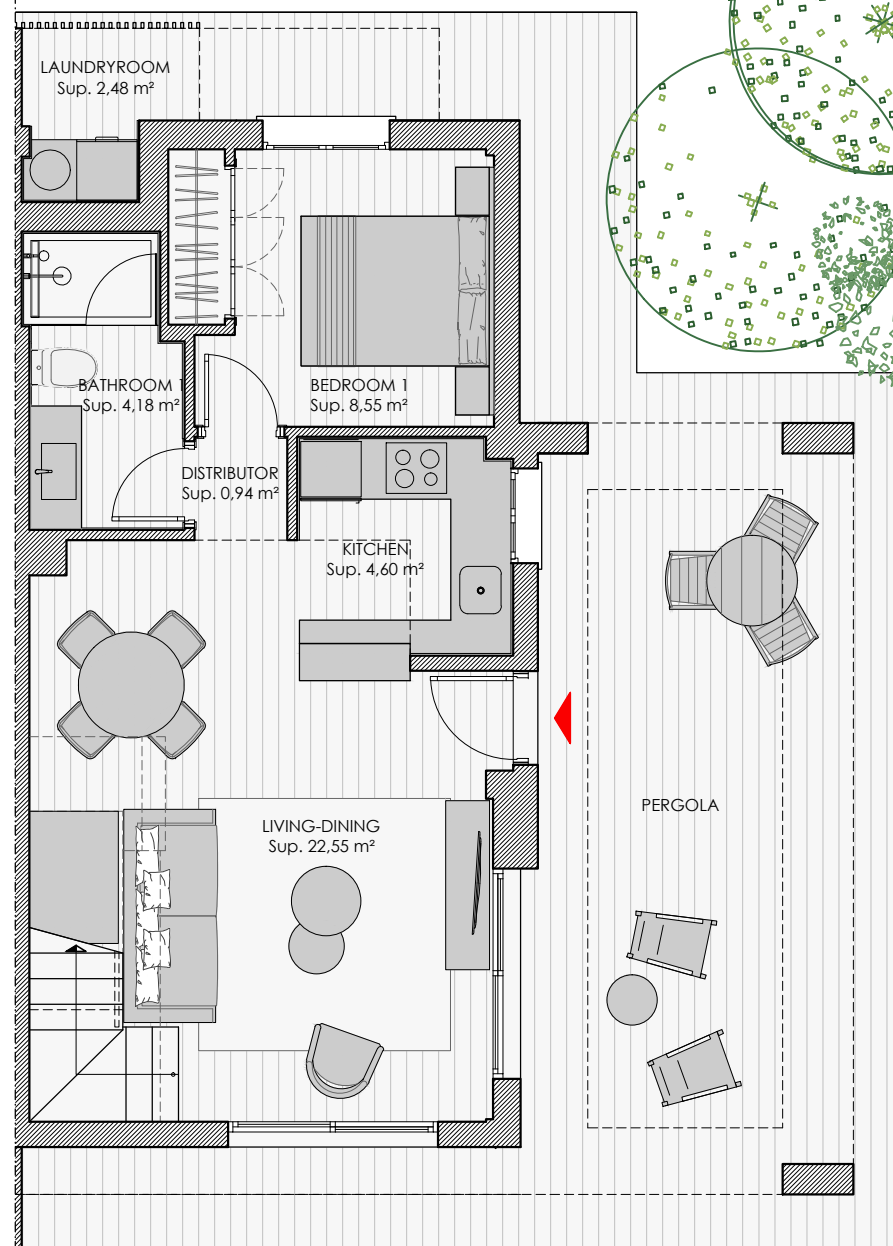 LAUNDRYROOM
Sup. 2,48 m²
BATHROOM 1
Sup. 4,18 m²
BEDROOM 1
Sup. 8,55 m²
DISTRIBUTOR
Sup. 0,94 m²
KITCHEN
Sup. 4,60 m²
LIVING-DINING
Sup. 22,55 m²
PERGOLA